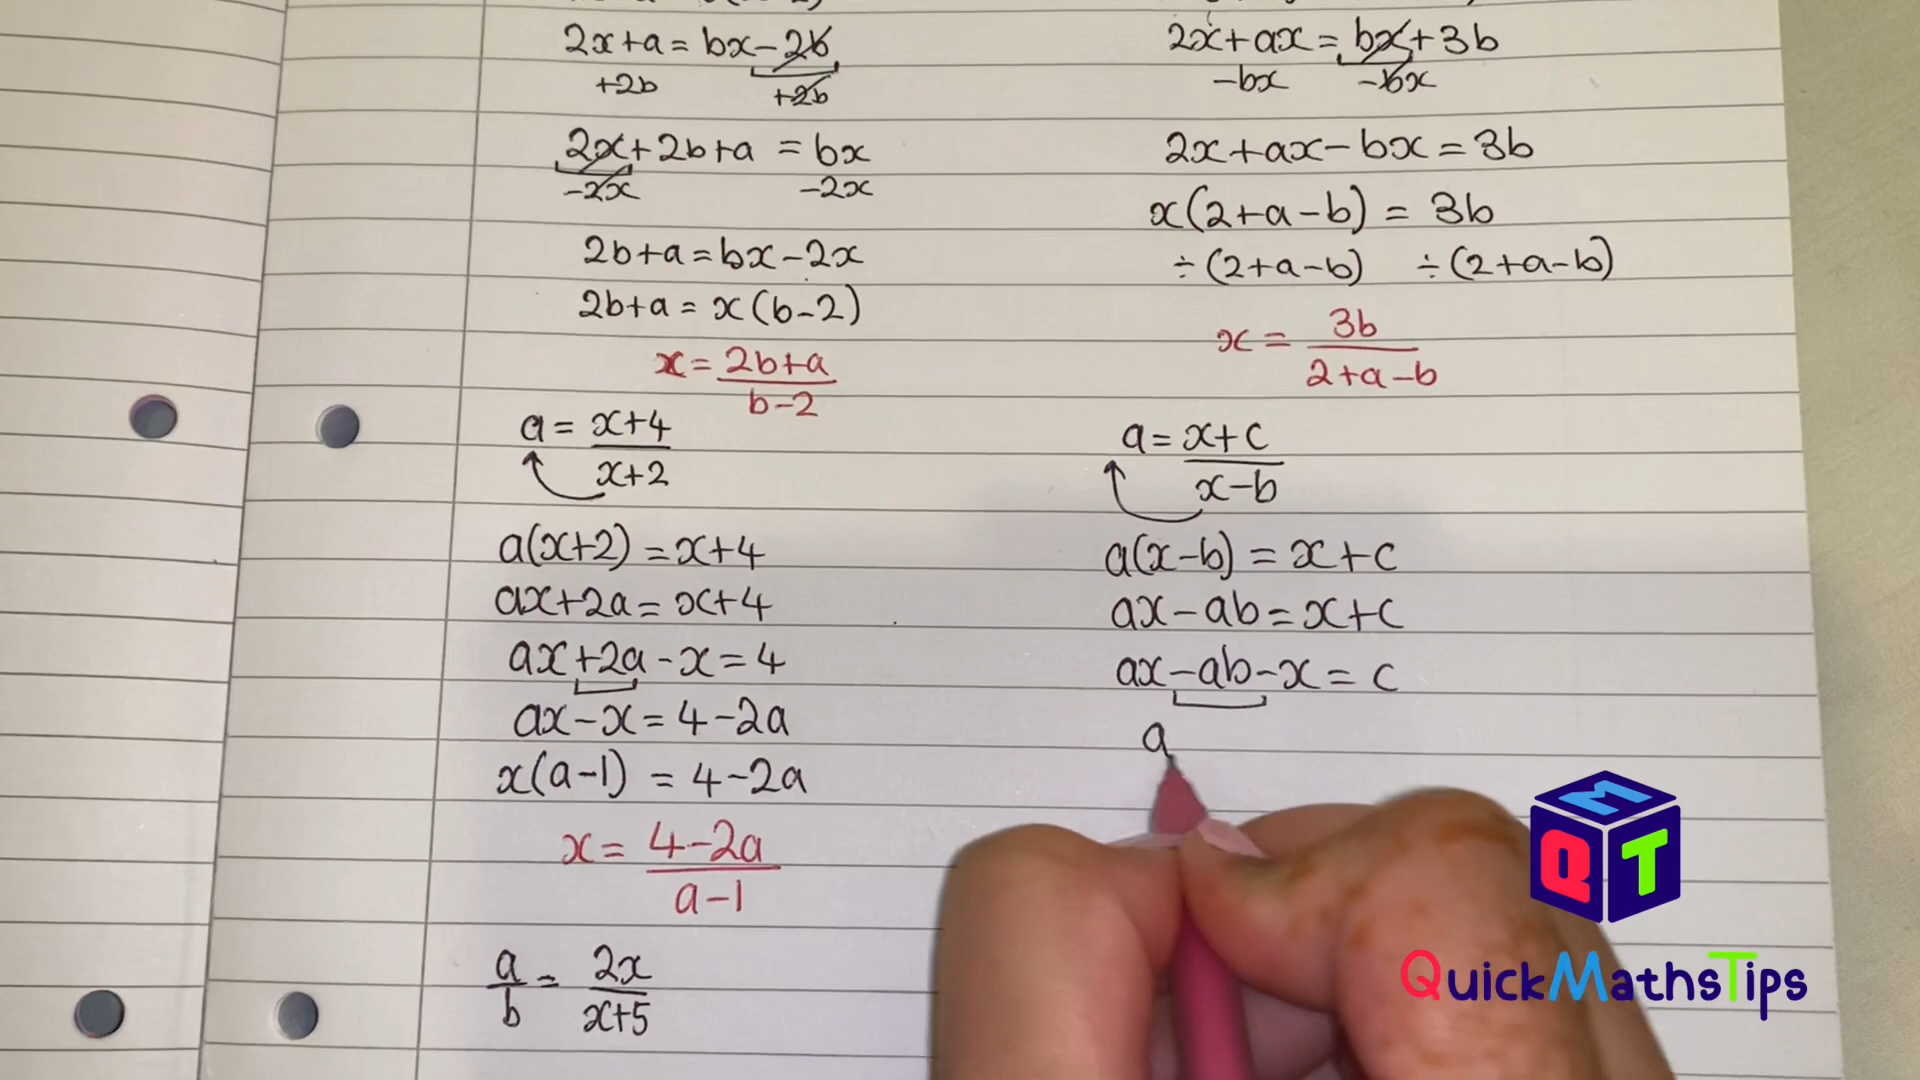 2x+a = bx-2b
+2b +2b
2x+2b+a = bx
-2x -2x
2b+a = bx-2x
2b+a = x(b-2)
x = 2b+a
b-2
a = x+4
x+2
a(x+2) = x+4
ax+2a = x+4
ax+2a-x = 4
ax-x = 4-2a
x(a-1) = 4-2a
x = 4-2a
a-1
a = 2x
b x+5
2x+ax = bx+3b
-bx -bx
2x+ax-bx = 3b
x(2+a-b) = 3b
÷(2+a-b) ÷(2+a-b)
x = 3b
2+a-b
a = x+c
x-b
a(x-b) = x+c
ax-ab = x+c
ax-ab-x = c
a
M
QT
QuickMathsTips